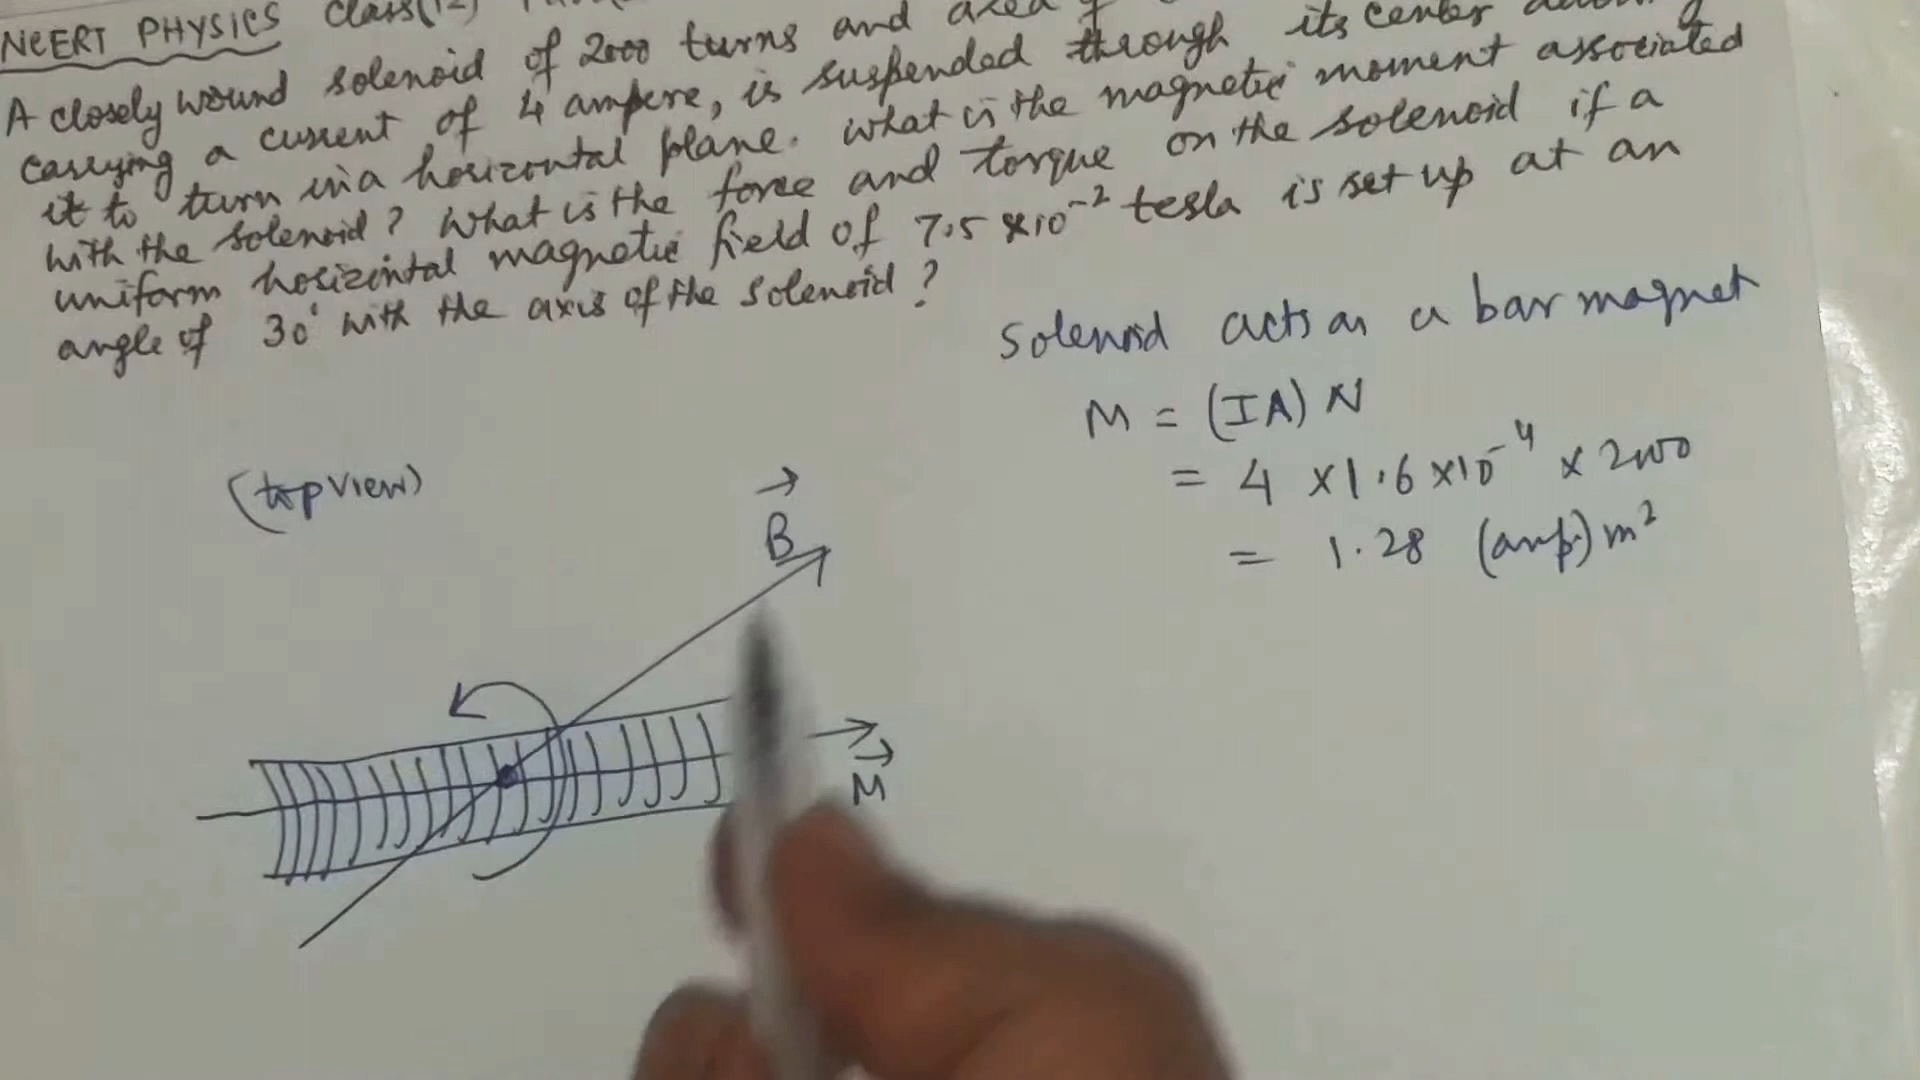 NCERT PHYSICS Class(12)
A closely wound solenoid of 2000 turns and area of
carrying a current of 4 ampere, is suspended through its center
it to turn in a horizontal plane. What is the magnetic moment associated
with the solenoid? What is the force and torque on the solenoid if a
uniform horizontal magnetic field of 7.5 × 10⁻² tesla is set up at an
angle of 30° with the axis of the solenoid?
Solenoid acts as a bar magnet
M = (IA) N
= 4 × 1.6 × 10⁻⁴ × 2000
= 1.28 (amp.) m²
(top view)
B
M